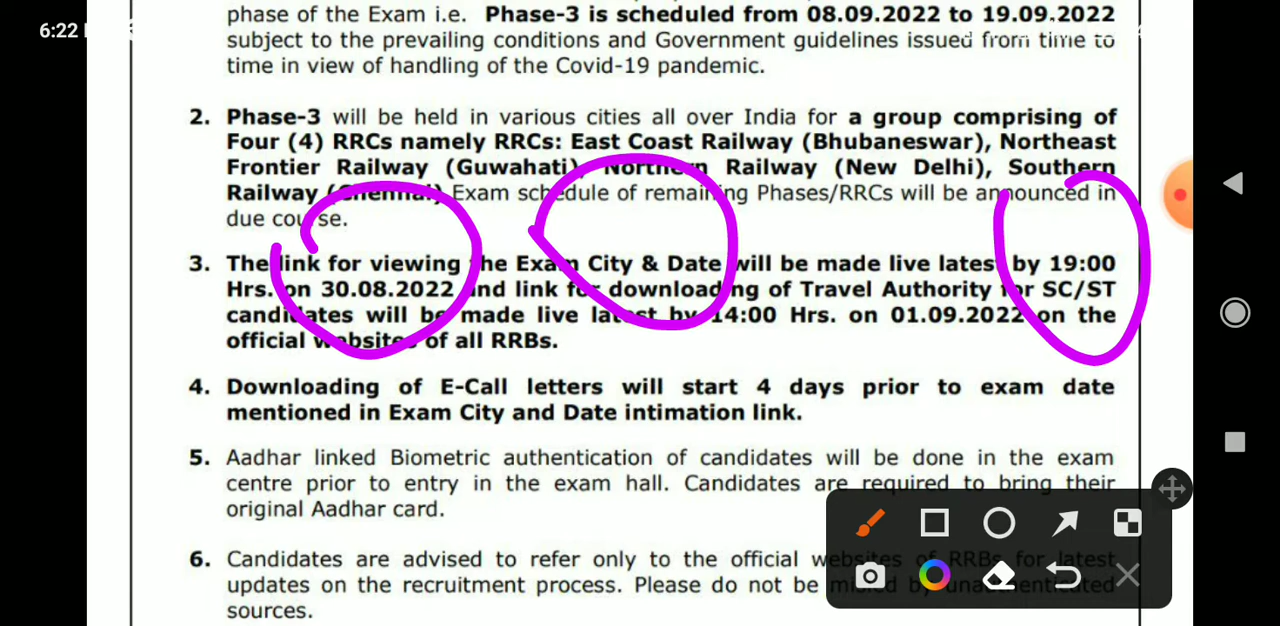 6:22
phase of the Exam i.e. Phase-3 is scheduled from 08.09.2022 to 19.09.2022
subject to the prevailing conditions and Government guidelines issued from time to
time in view of handling of the Covid-19 pandemic.
2. Phase-3 will be held in various cities all over India for a group comprising of
Four (4) RRCs namely RRCs: East Coast Railway (Bhubaneswar), Northeast
Frontier Railway (Guwahati), Northern Railway (New Delhi), Southern
Railway (Chennai) Exam schedule of remaining Phases/RRCs will be announced in
due course.
3. The link for viewing the Exam City & Date will be made live latest by 19:00
Hrs. on 30.08.2022 and link for downloading of Travel Authority for SC/ST
candidates will be made live latest by 14:00 Hrs. on 01.09.2022 on the
official websites of all RRBs.
4. Downloading of E-Call letters will start 4 days prior to exam date
mentioned in Exam City and Date intimation link.
5. Aadhar linked Biometric authentication of candidates will be done in the exam
centre prior to entry in the exam hall. Candidates are required to bring their
original Aadhar card.
6. Candidates are advised to refer only to the official websites of RRBs for latest
updates on the recruitment process. Please do not be misled by unauthenticated
sources.